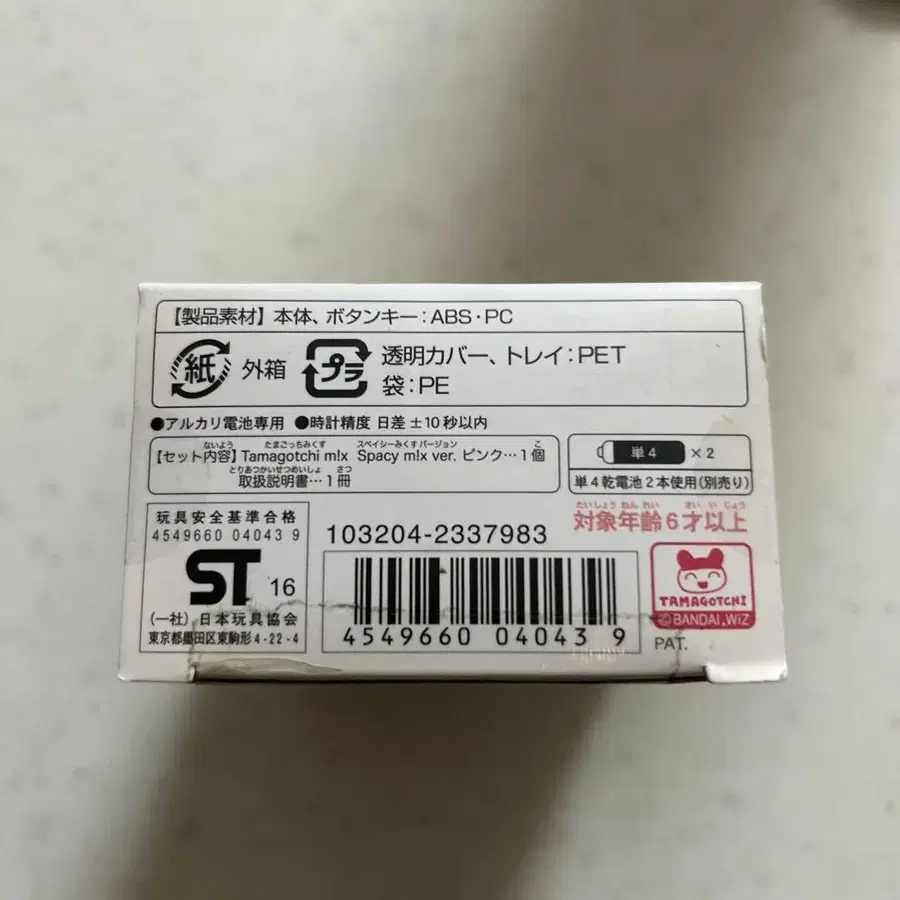 【製品素材】本体、ボタンキー：ABS・PC
紙 外箱 プラ 透明カバー、トレイ：PET
袋：PE
●アルカリ電池専用 ●時計精度 日差 ±10秒以内
ないよう たまごっちみくす スペイシーみくすバージョン こ
【セット内容】Tamagotchi m!x Spacy m!x ver. ピンク…1個
とりあつかいせつめいしょ さつ
取扱説明書…1冊
単4 ×2
単4乾電池2本使用(別売り)
たいしょうねんれい さいいじょう
対象年齢6才以上
玩具安全基準合格
4549660 04043 9
ST 16
(一社)日本玩具協会
東京都墨田区東駒形4-22-4
103204-2337983
4549660 04043 9
TAMAGOTCHI
©BANDAI,WiZ
PAT.